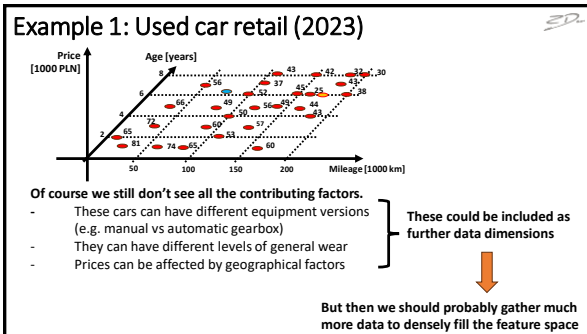 Example 1: Used car retail (2023)
ZD
Price
[1000 PLN]
Age [years]
8
43
42
32
30
56
37
43
6
52
45
25
38
66
49
56
49
44
4
50
43
72
60
57
2
65
53
81
74
65
60
50
100
150
200
Mileage [1000 km]
Of course we still don't see all the contributing factors.
- These cars can have different equipment versions
(e.g. manual vs automatic gearbox)
- They can have different levels of general wear
- Prices can be affected by geographical factors
These could be included as
further data dimensions
But then we should probably gather much
more data to densely fill the feature space